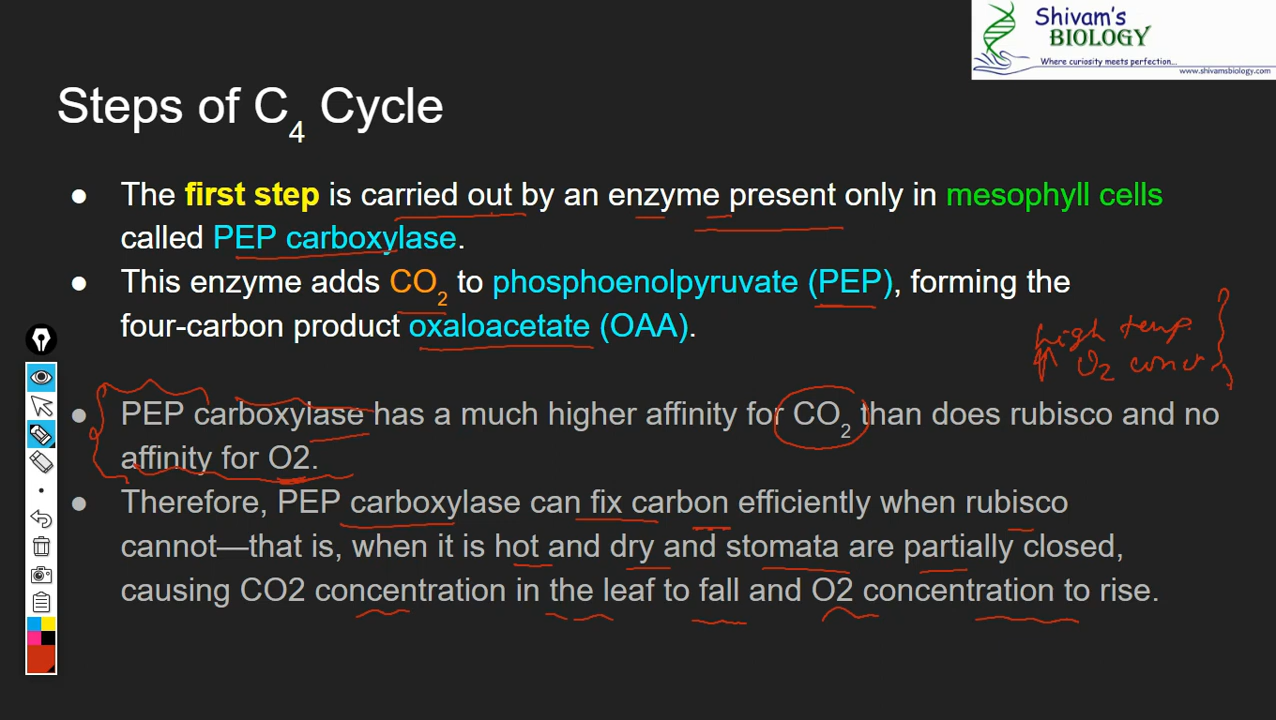 Shivam's
BIOLOGY
Where curiosity meets perfection...
www.shivamsbiology.com
Steps of C4 Cycle
● The first step is carried out by an enzyme present only in mesophyll cells
called PEP carboxylase.
● This enzyme adds CO2 to phosphoenolpyruvate (PEP), forming the
four-carbon product oxaloacetate (OAA).
high temp.
↑ O2 concn
● PEP carboxylase has a much higher affinity for CO2 than does rubisco and no
affinity for O2.
● Therefore, PEP carboxylase can fix carbon efficiently when rubisco
cannot—that is, when it is hot and dry and stomata are partially closed,
causing CO2 concentration in the leaf to fall and O2 concentration to rise.